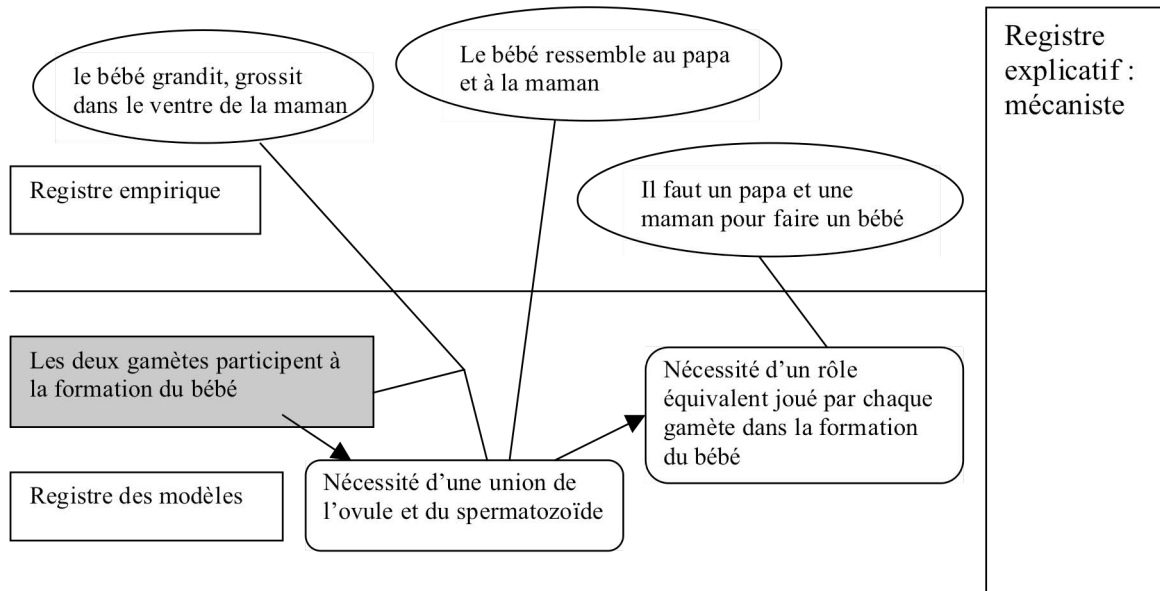 le bébé grandit, grossit
dans le ventre de la maman
Le bébé ressemble au papa
et à la maman
Registre
explicatif :
mécaniste
Registre empirique
Il faut un papa et une
maman pour faire un bébé
Les deux gamètes participent à
la formation du bébé
Nécessité d’un rôle
équivalent joué par chaque
gamète dans la formation
du bébé
Registre des modèles
Nécessité d’une union de
l’ovule et du spermatozoïde